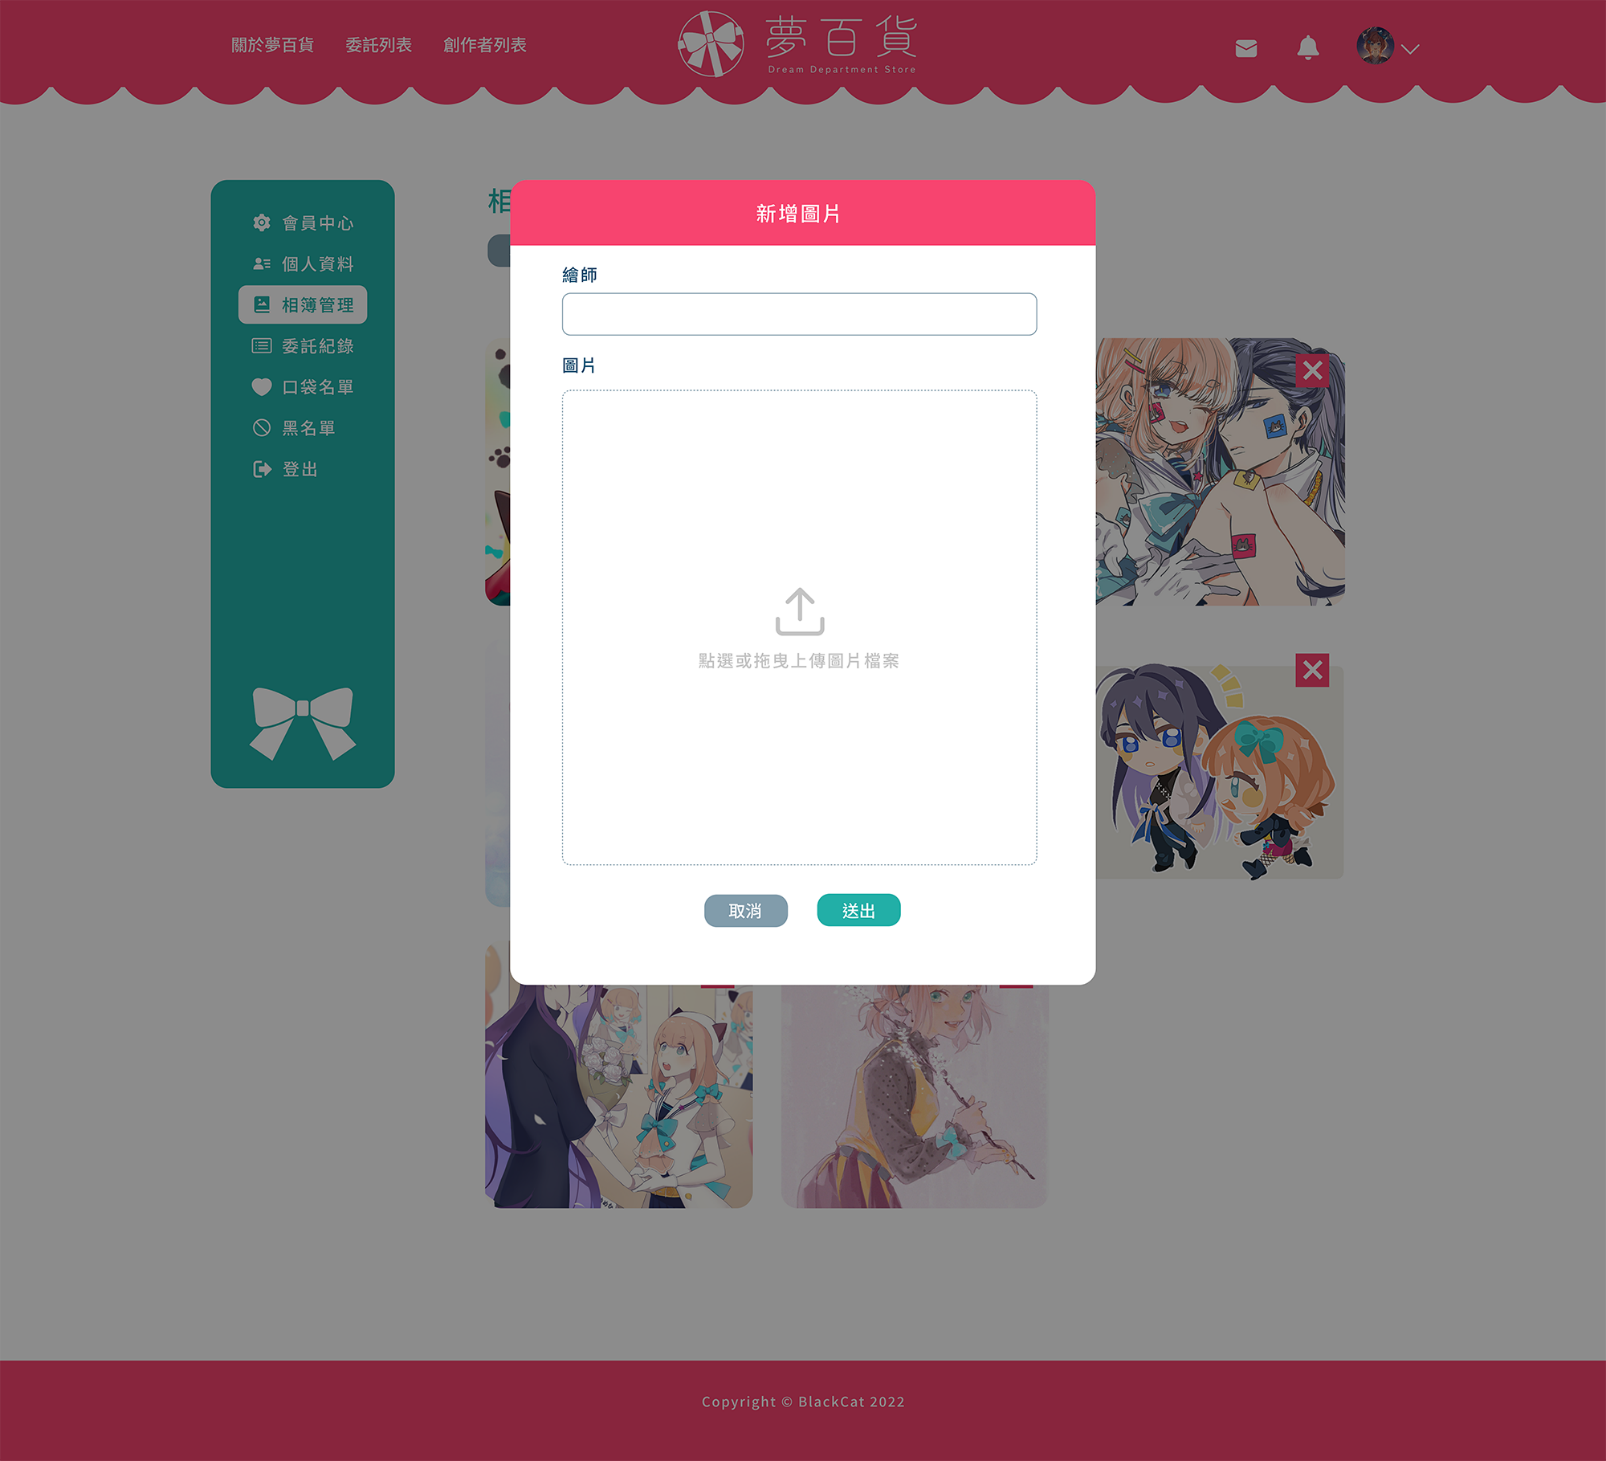 關於夢百貨
委託列表
創作者列表
夢百貨
Dream Department Store
會員中心
個人資料
相簿管理
委託紀錄
口袋名單
黑名單
登出
相
新增圖片
繪師
圖片
點選或拖曳上傳圖片檔案
取消
送出
Copyright © BlackCat 2022